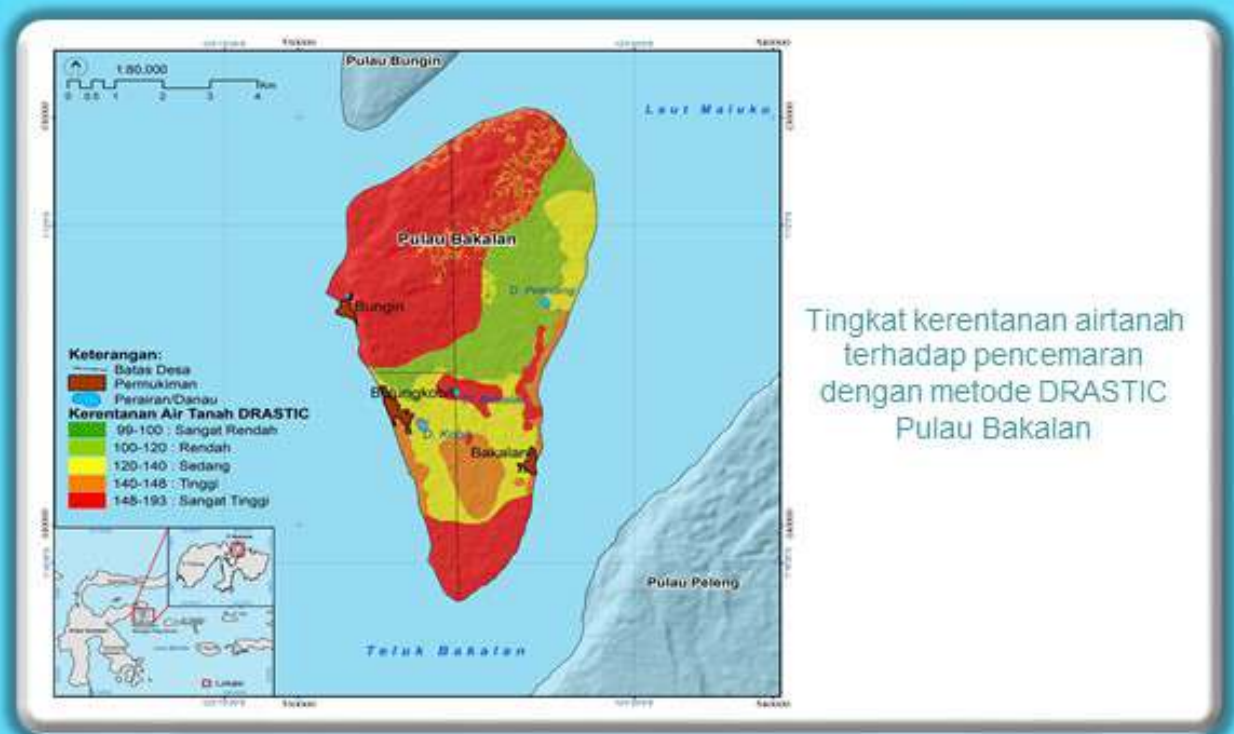 1:80.000
0 0.5 1 2 3 4
Km
Pulau Bungin
Laut Maluku
Pulau Bakalan
Bungin
Bakalan
Pulau Peleng
Teluk Bakalan
Keterangan:
Batas Desa
Permukiman
Perairan/Danau
Kerentanan Air Tanah DRASTIC
99-100 : Sangat Rendah
100-120 : Rendah
120-140 : Sedang
140-148 : Tinggi
148-193 : Sangat Tinggi
Lokasi
Tingkat kerentanan airtanah
terhadap pencemaran
dengan metode DRASTIC
Pulau Bakalan